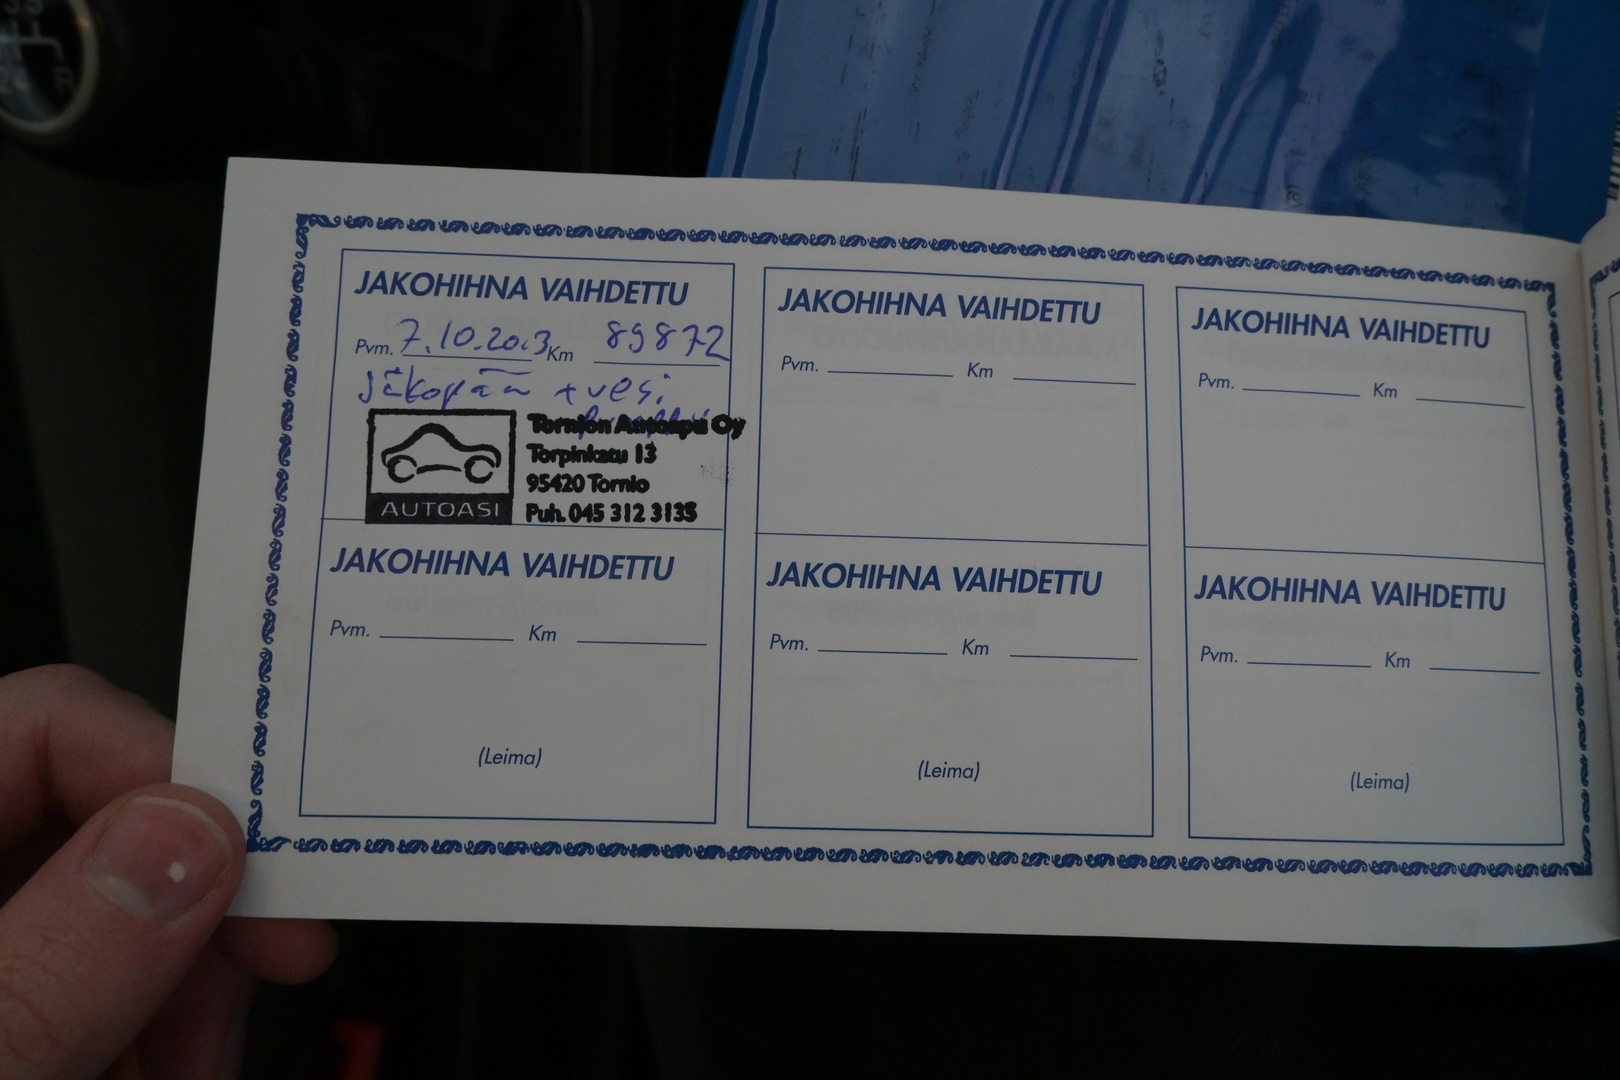 JAKOHIHNA VAIHDETTU
Pvm. 7.10.2013 Km 89872
Jakopää + vesi
Tornion Autoapu Oy
Torpinkatu 13
95420 Tornio
Puh. 045 312 3135
AUTOASI
JAKOHIHNA VAIHDETTU
Pvm. Km
JAKOHIHNA VAIHDETTU
Pvm. Km
JAKOHIHNA VAIHDETTU
Pvm. Km
(Leima)
JAKOHIHNA VAIHDETTU
Pvm. Km
(Leima)
JAKOHIHNA VAIHDETTU
Pvm. Km
(Leima)
R
24